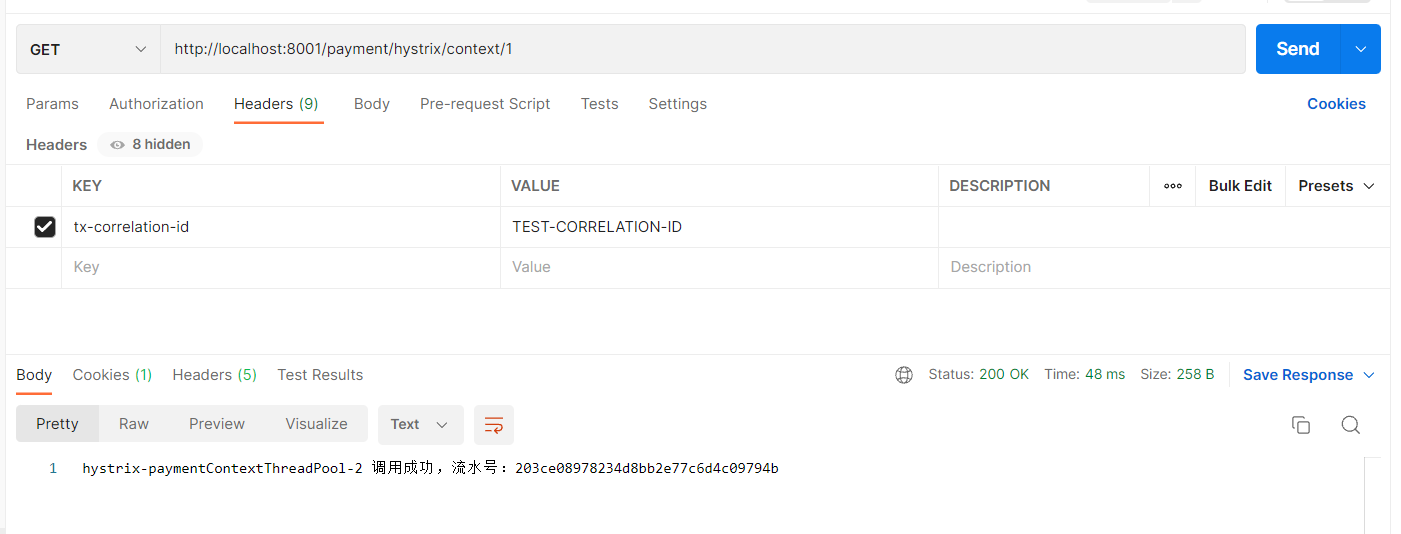 GET http://localhost:8001/payment/hystrix/context/1 Send
Params Authorization Headers (9) Body Pre-request Script Tests Settings Cookies
Headers 8 hidden
KEY VALUE DESCRIPTION ooo Bulk Edit Presets
tx-correlation-id TEST-CORRELATION-ID
Key Value Description
Body Cookies (1) Headers (5) Test Results Status: 200 OK Time: 48 ms Size: 258 B Save Response
Pretty Raw Preview Visualize Text
1 hystrix-paymentContextThreadPool-2 调用成功，流水号：203ce08978234d8bb2e77c6d4c09794b